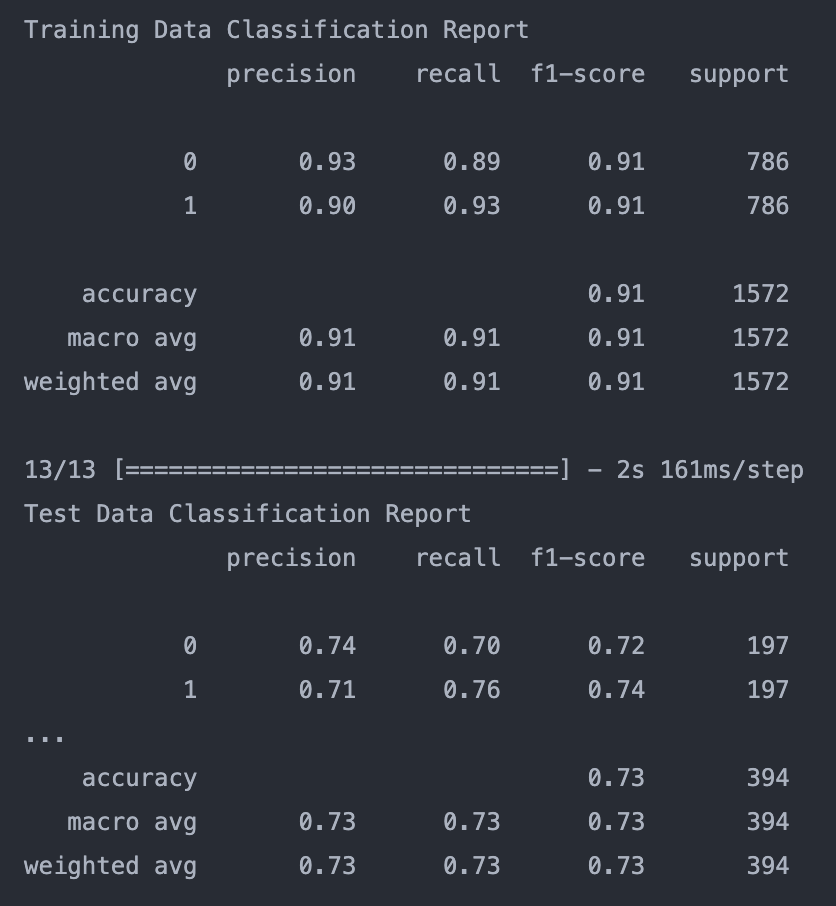 Training Data Classification Report
precision recall f1-score support
0 0.93 0.89 0.91 786
1 0.90 0.93 0.91 786
accuracy 0.91 1572
macro avg 0.91 0.91 0.91 1572
weighted avg 0.91 0.91 0.91 1572
13/13 [==============================] - 2s 161ms/step
Test Data Classification Report
precision recall f1-score support
0 0.74 0.70 0.72 197
1 0.71 0.76 0.74 197
...
accuracy 0.73 394
macro avg 0.73 0.73 0.73 394
weighted avg 0.73 0.73 0.73 394